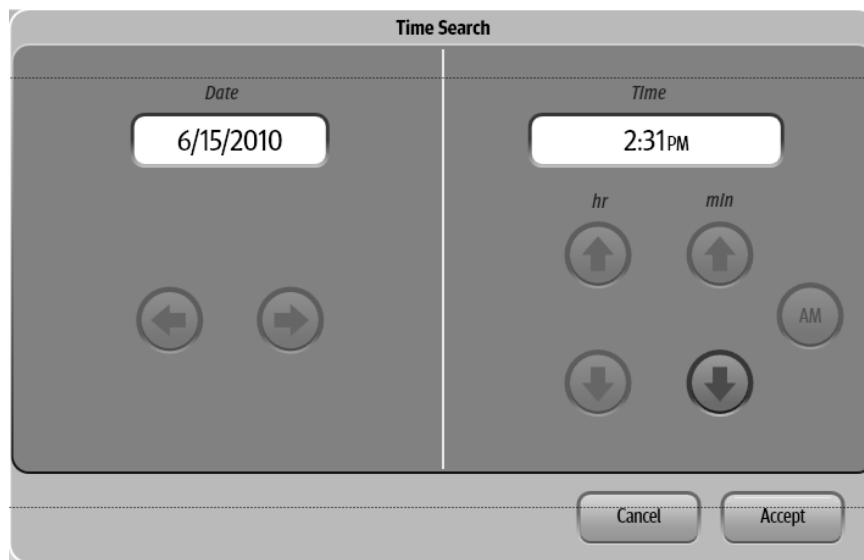 Time Search
Date
Time
6/15/2010
2:31PM
hr
min
AM
Cancel
Accept